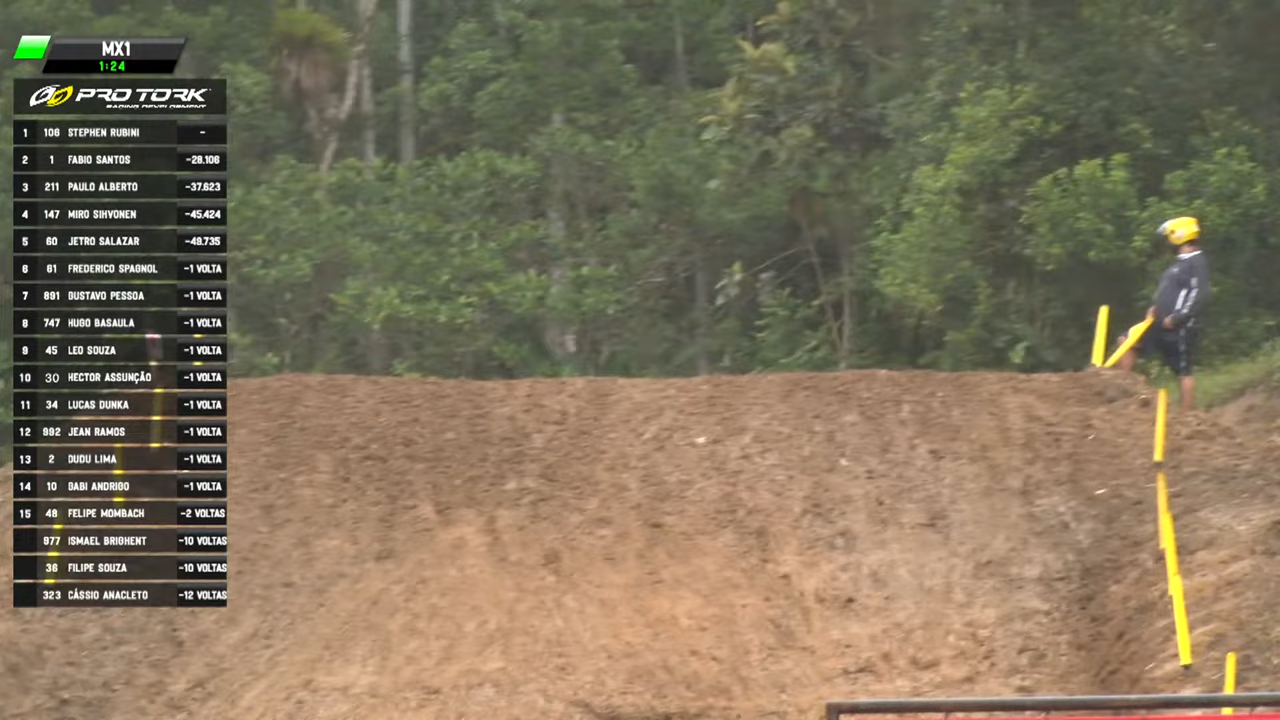 MX1
1:24
PRO TORK
RACING DEVELOPMENT
1 108 STEPHEN RUBINI -
2 1 FABIO SANTOS -28.108
3 211 PAULO ALBERTO -37.623
4 147 MIRO SIHVONEN -45.424
5 60 JETRO SALAZAR -49.735
6 61 FREDERICO SPAGNOL -1 VOLTA
7 891 GUSTAVO PESSOA -1 VOLTA
8 747 HUGO BASAULA -1 VOLTA
9 45 LEO SOUZA -1 VOLTA
10 30 HECTOR ASSUNÇÃO -1 VOLTA
11 34 LUCAS DUNKA -1 VOLTA
12 992 JEAN RAMOS -1 VOLTA
13 2 DUDU LIMA -1 VOLTA
14 10 GABI ANDRIGO -1 VOLTA
15 48 FELIPE MOMBACH -2 VOLTAS
977 ISMAEL BRIGHENT -10 VOLTAS
36 FILIPE SOUZA -10 VOLTAS
323 CÁSSIO ANACLETO -12 VOLTAS